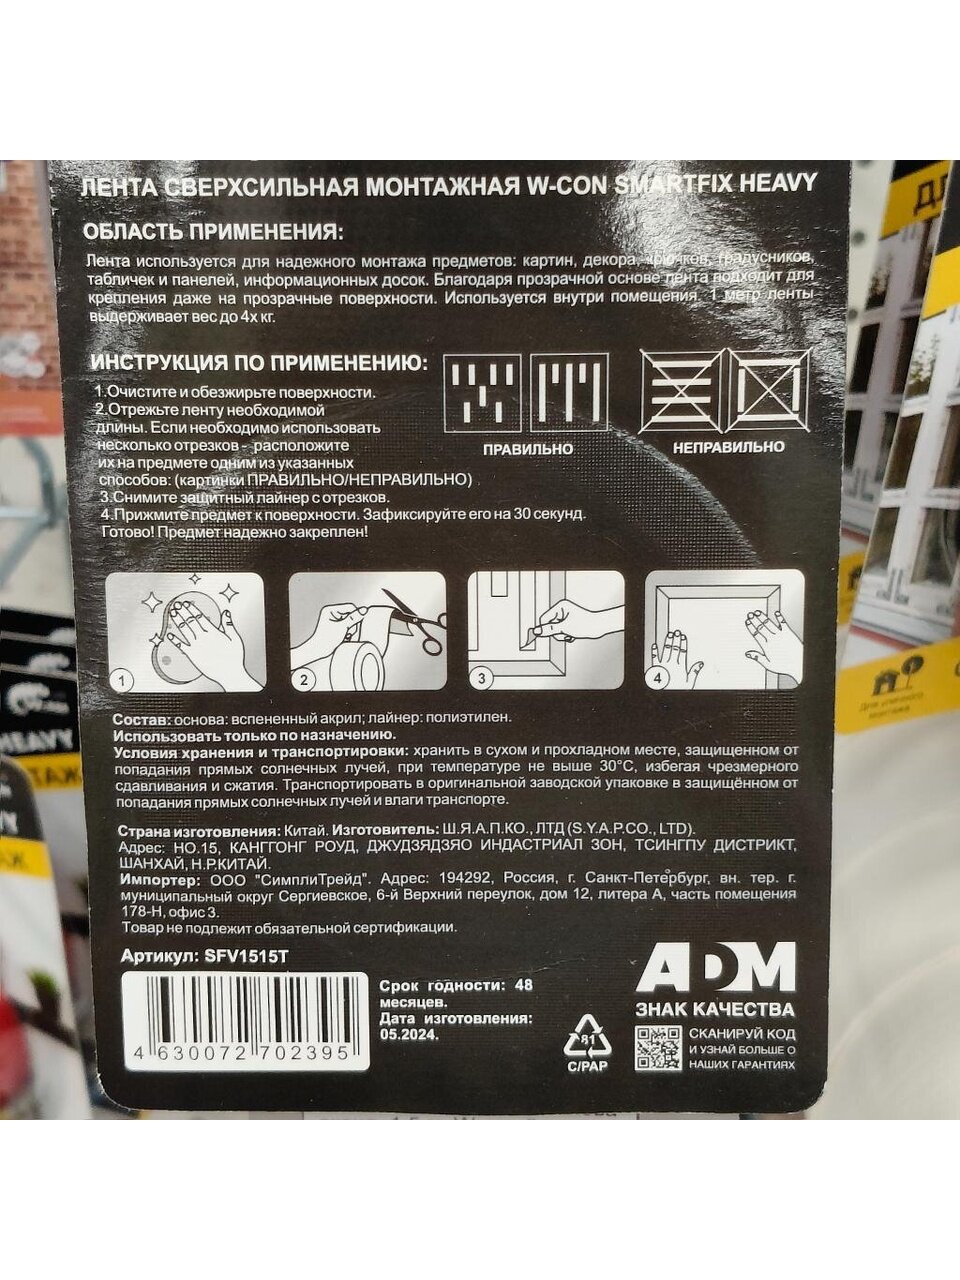 ЛЕНТА СВЕРХСИЛЬНАЯ МОНТАЖНАЯ W-CON SMARTFIX HEAVY
ОБЛАСТЬ ПРИМЕНЕНИЯ:
Лента используется для надежного монтажа предметов: картин, декора, крючков, градусников,
табличек и панелей, информационных досок. Благодаря прозрачной основе лента подходит для
крепления даже на прозрачные поверхности. Используется внутри помещения. 1 метр ленты
выдерживает вес до 4х кг.
ИНСТРУКЦИЯ ПО ПРИМЕНЕНИЮ:
1.Очистите и обезжирьте поверхности.
2.Отрежьте ленту необходимой
длины. Если необходимо использовать
несколько отрезков - расположите
их на предмете одним из указанных
способов: (картинки ПРАВИЛЬНО/НЕПРАВИЛЬНО)
3.Снимите защитный лайнер с отрезков.
4.Прижмите предмет к поверхности. Зафиксируйте его на 30 секунд.
Готово! Предмет надежно закреплен!
ПРАВИЛЬНО
НЕПРАВИЛЬНО
1
2
3
4
Состав: основа: вспененный акрил; лайнер: полиэтилен.
Использовать только по назначению.
Условия хранения и транспортировки: хранить в сухом и прохладном месте, защищенном от
попадания прямых солнечных лучей, при температуре не выше 30°С, избегая чрезмерного
сдавливания и сжатия. Транспортировать в оригинальной заводской упаковке в защищённом от
попадания прямых солнечных лучей и влаги транспорте.
Страна изготовления: Китай. Изготовитель: Ш.Я.А.П.КО., ЛТД (S.Y.A.P.CO., LTD).
Адрес: НО.15, КАНГГОНГ РОУД, ДЖУДЗЯДЗЯО ИНДАСТРИАЛ ЗОН, ТСИНГПУ ДИСТРИКТ,
ШАНХАЙ, Н.Р.КИТАЙ.
Импортер: ООО "СимплиТрейд". Адрес: 194292, Россия, г. Санкт-Петербург, вн. тер. г.
муниципальный округ Сергиевское, 6-й Верхний переулок, дом 12, литера А, часть помещения
178-Н, офис 3.
Товар не подлежит обязательной сертификации.
Артикул: SFV1515T
4 630072 702395
Срок годности: 48
месяцев.
Дата изготовления:
05.2024.
81
C/PAP
ADM
ЗНАК КАЧЕСТВА
СКАНИРУЙ КОД
И УЗНАЙ БОЛЬШЕ О
НАШИХ ГАРАНТИЯХ
HEAVY
Для уличного
монтажа